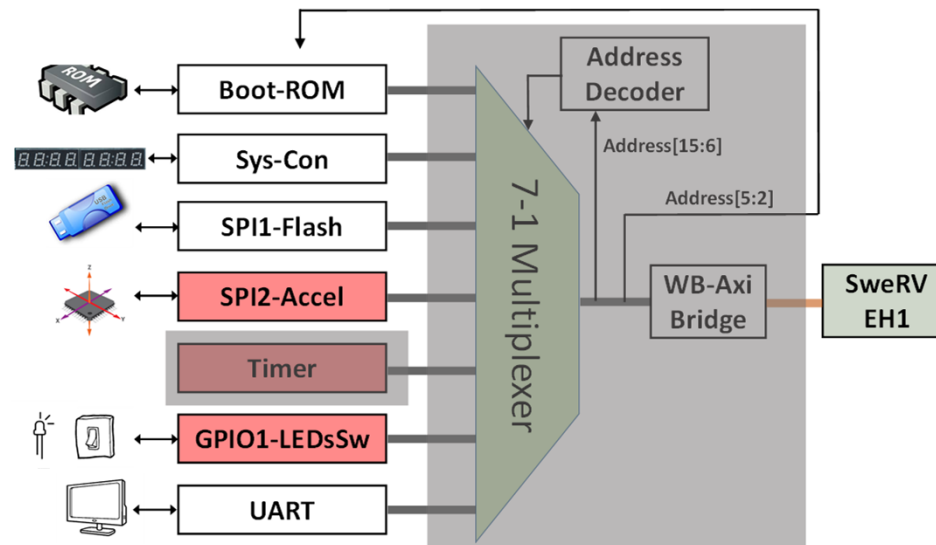 ROM
Boot-ROM
Address
Decoder
Sys-Con
Address[15:6]
SPI1-Flash
Address[5:2]
7-1 Multiplexer
SPI2-Accel
WB-Axi
Bridge
SweRV
EH1
Timer
GPIO1-LEDsSw
UART
USB
Z
X
Y